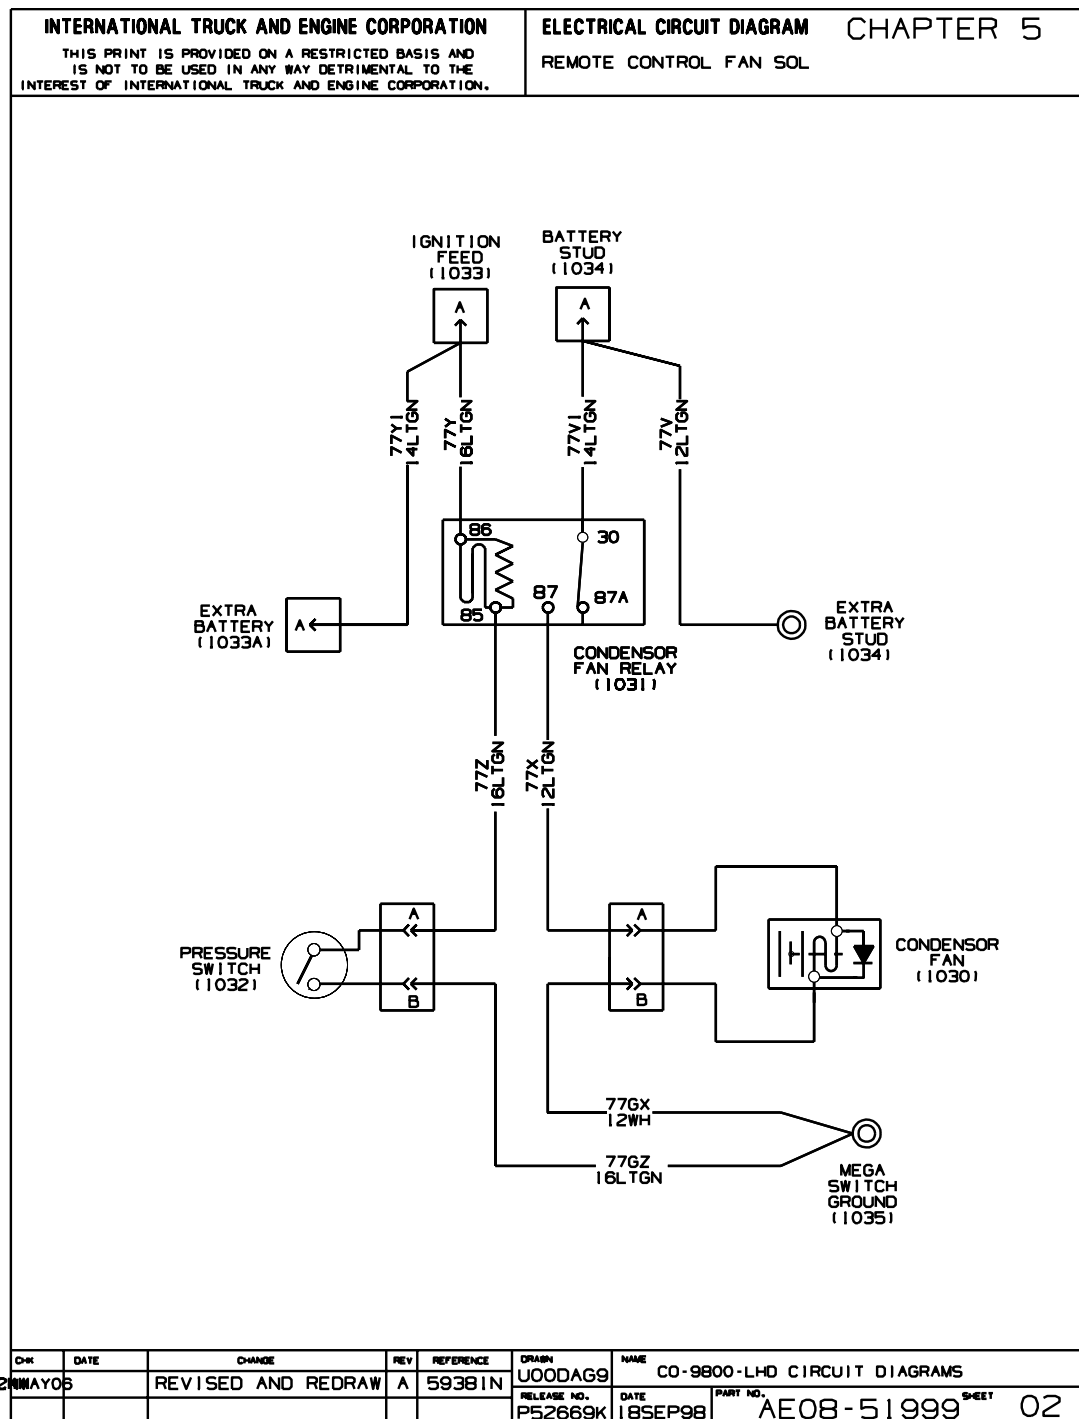 INTERNATIONAL TRUCK AND ENGINE CORPORATION
THIS PRINT IS PROVIDED ON A RESTRICTED BASIS AND
IS NOT TO BE USED IN ANY WAY DETRIMENTAL TO THE
INTEREST OF INTERNATIONAL TRUCK AND ENGINE CORPORATION.
ELECTRICAL CIRCUIT DIAGRAM
CHAPTER 5
REMOTE CONTROL FAN SOL
IGNITION
FEED
(1033)
BATTERY
STUD
(1034)
A
A
77Y1
14LTGN
77Y
16LTGN
77V1
14LTGN
77V
12LTGN
86
30
87
87A
85
EXTRA
BATTERY
(1033A)
A
EXTRA
BATTERY
STUD
(1034)
CONDENSOR
FAN RELAY
(1031)
77Z
16LTGN
77X
12LTGN
A
B
PRESSURE
SWITCH
(1032)
A
B
CONDENSOR
FAN
(1030)
77GX
12WH
77GZ
16LTGN
MEGA
SWITCH
GROUND
(1035)
CHK
DATE
CHANGE
REV
REFERENCE
REVISED AND REDRAW
A
59381N
DRAWN
U00DAG9
NAME
CO-9800-LHD CIRCUIT DIAGRAMS
RELEASE NO.
P52669K
DATE
18SEP98
PART NO.
AE08-51999
SHEET
02